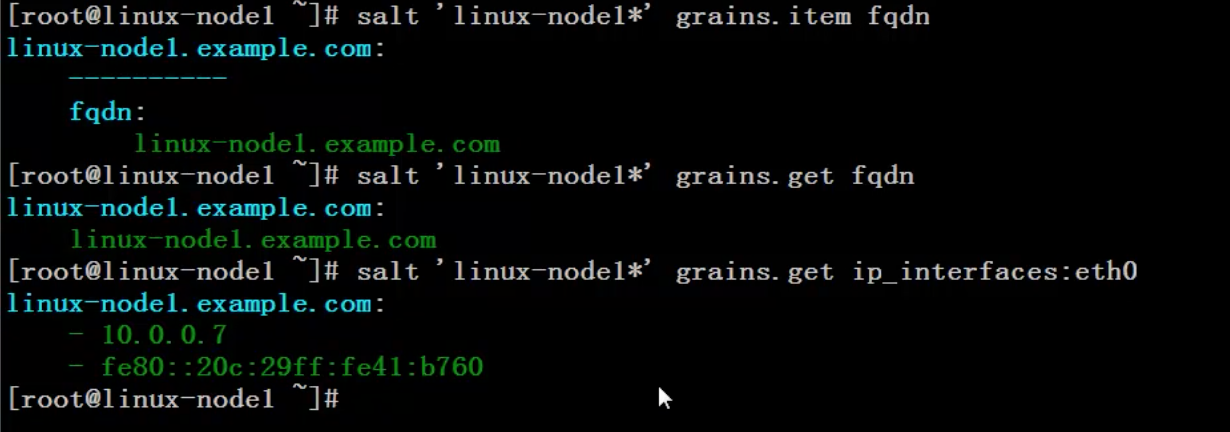 [root@linux-node1 ~]# salt 'linux-node1*' grains.item fqdn
linux-node1.example.com:
    ----------
    fqdn:
        linux-node1.example.com
[root@linux-node1 ~]# salt 'linux-node1*' grains.get fqdn
linux-node1.example.com:
    linux-node1.example.com
[root@linux-node1 ~]# salt 'linux-node1*' grains.get ip_interfaces:eth0
linux-node1.example.com:
    - 10.0.0.7
    - fe80::20c:29ff:fe41:b760
[root@linux-node1 ~]#